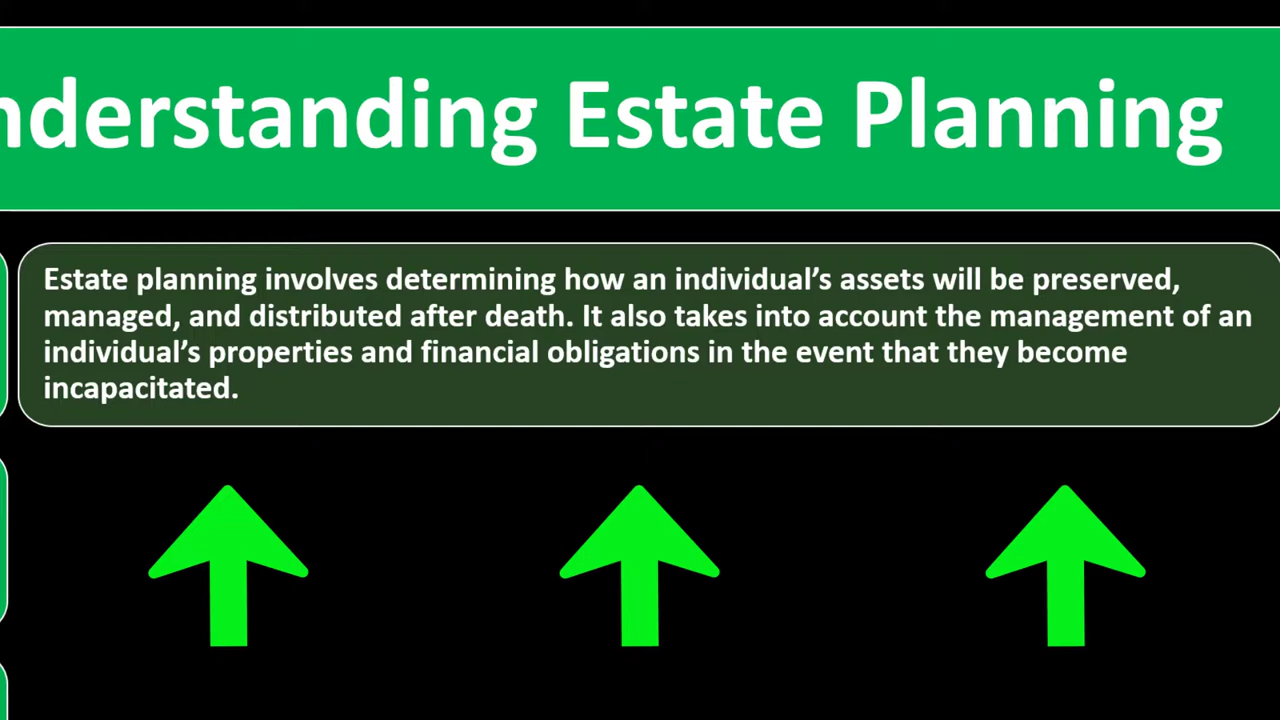 nderstanding Estate Planning
Estate planning involves determining how an individual’s assets will be preserved,
managed, and distributed after death. It also takes into account the management of an
individual’s properties and financial obligations in the event that they become
incapacitated.